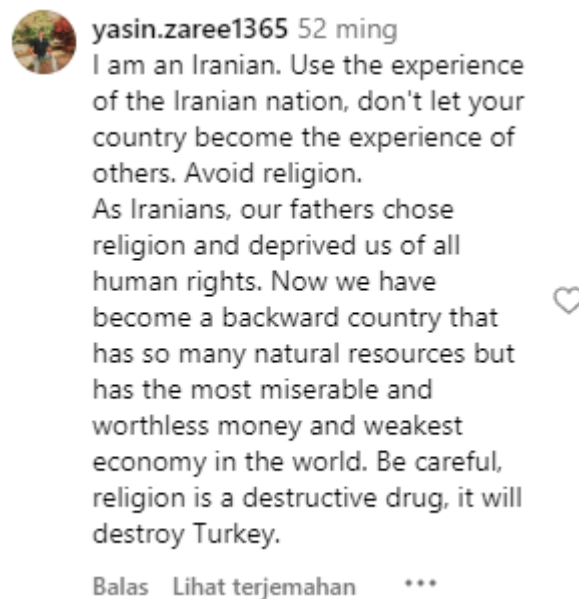 yasin.zaree1365 52 ming
I am an Iranian. Use the experience
of the Iranian nation, don't let your
country become the experience of
others. Avoid religion.
As Iranians, our fathers chose
religion and deprived us of all
human rights. Now we have
become a backward country that
has so many natural resources but
has the most miserable and
worthless money and weakest
economy in the world. Be careful,
religion is a destructive drug, it will
destroy Turkey.
Balas Lihat terjemahan •••